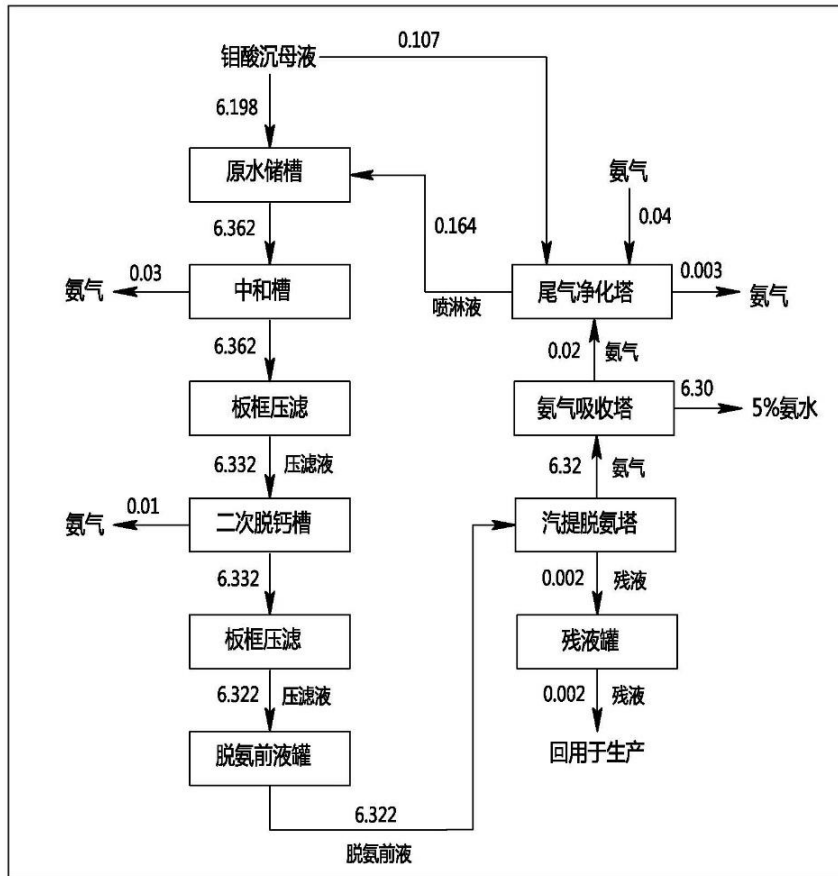 钼酸沉母液
0.107
6.198
原水储槽
氨气
0.04
0.164
6.362
氨气
0.03
中和槽
喷淋液
尾气净化塔
0.003
氨气
6.362
0.02
氨气
板框压滤
氨气吸收塔
6.30
5%氨水
6.332
压滤液
6.32
氨气
氨气
0.01
二次脱钙槽
汽提脱氨塔
6.332
0.002
残液
板框压滤
残液罐
6.322
压滤液
0.002
残液
脱氨前液罐
回用于生产
6.322
脱氨前液